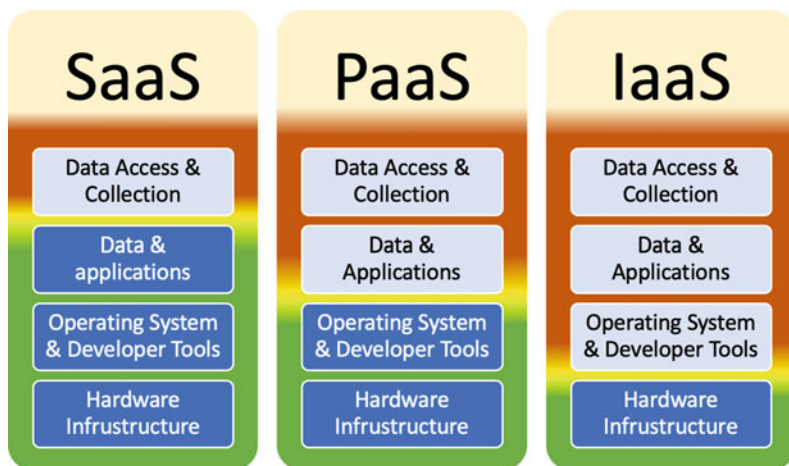 SaaS
Data Access &
Collection
Data &
applications
Operating System
& Developer Tools
Hardware
Infrustructure
PaaS
Data Access &
Collection
Data &
Applications
Operating System
& Developer Tools
Hardware
Infrustructure
IaaS
Data Access &
Collection
Data &
Applications
Operating System
& Developer Tools
Hardware
Infrustructure